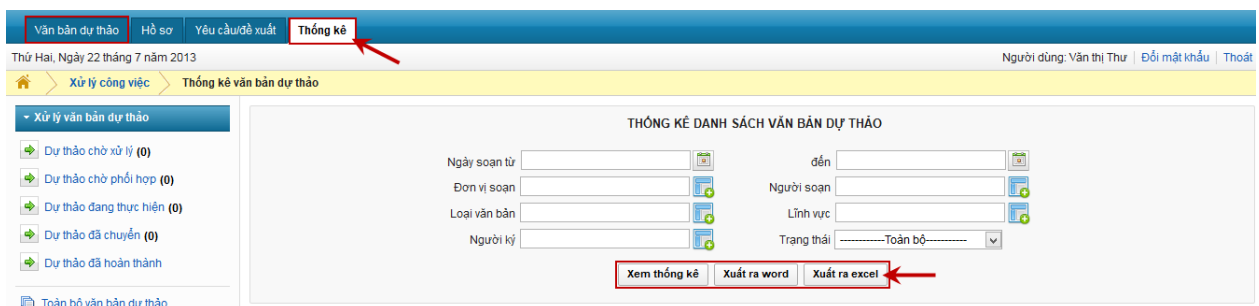 Văn bản dự thảo Hồ sơ Yêu cầu/đề xuất Thống kê
Thứ Hai, Ngày 22 tháng 7 năm 2013 Người dùng: Văn thị Thư | Đổi mật khẩu | Thoát
Xử lý công việc Thống kê văn bản dự thảo
Xử lý văn bản dự thảo
Dự thảo chờ xử lý (0)
Dự thảo chờ phối hợp (0)
Dự thảo đang thực hiện (0)
Dự thảo đã chuyển (0)
Dự thảo đã hoàn thành
Toàn bộ văn bản dự thảo
THỐNG KÊ DANH SÁCH VĂN BẢN DỰ THẢO
Ngày soạn từ đến
Đơn vị soạn Người soạn
Loại văn bản Lĩnh vực
Người ký Trạng thái ------------Toàn bộ-----------
Xem thống kê Xuất ra word Xuất ra excel